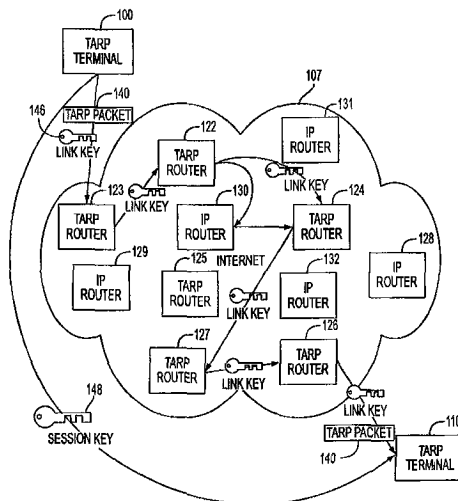 100
TARP
TERMINAL
140
TARP PACKET
146
LINK KEY
107
131
IP
ROUTER
122
TARP
ROUTER
LINK KEY
123
TARP
ROUTER
LINK KEY
130
IP
ROUTER
124
TARP
ROUTER
INTERNET
129
IP
ROUTER
125
TARP
ROUTER
132
IP
ROUTER
128
IP
ROUTER
LINK KEY
127
TARP
ROUTER
LINK KEY
126
TARP
ROUTER
LINK KEY
148
SESSION KEY
TARP PACKET
140
110
TARP
TERMINAL